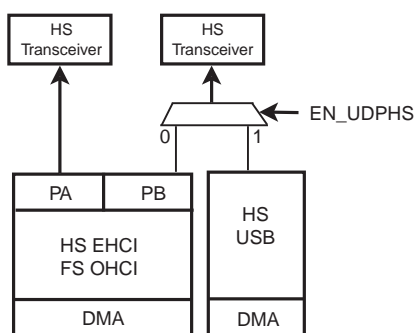 HS
Transceiver
HS
Transceiver
EN_UDPHS
0
1
PA
PB
HS EHCI
FS OHCI
HS
USB
DMA
DMA